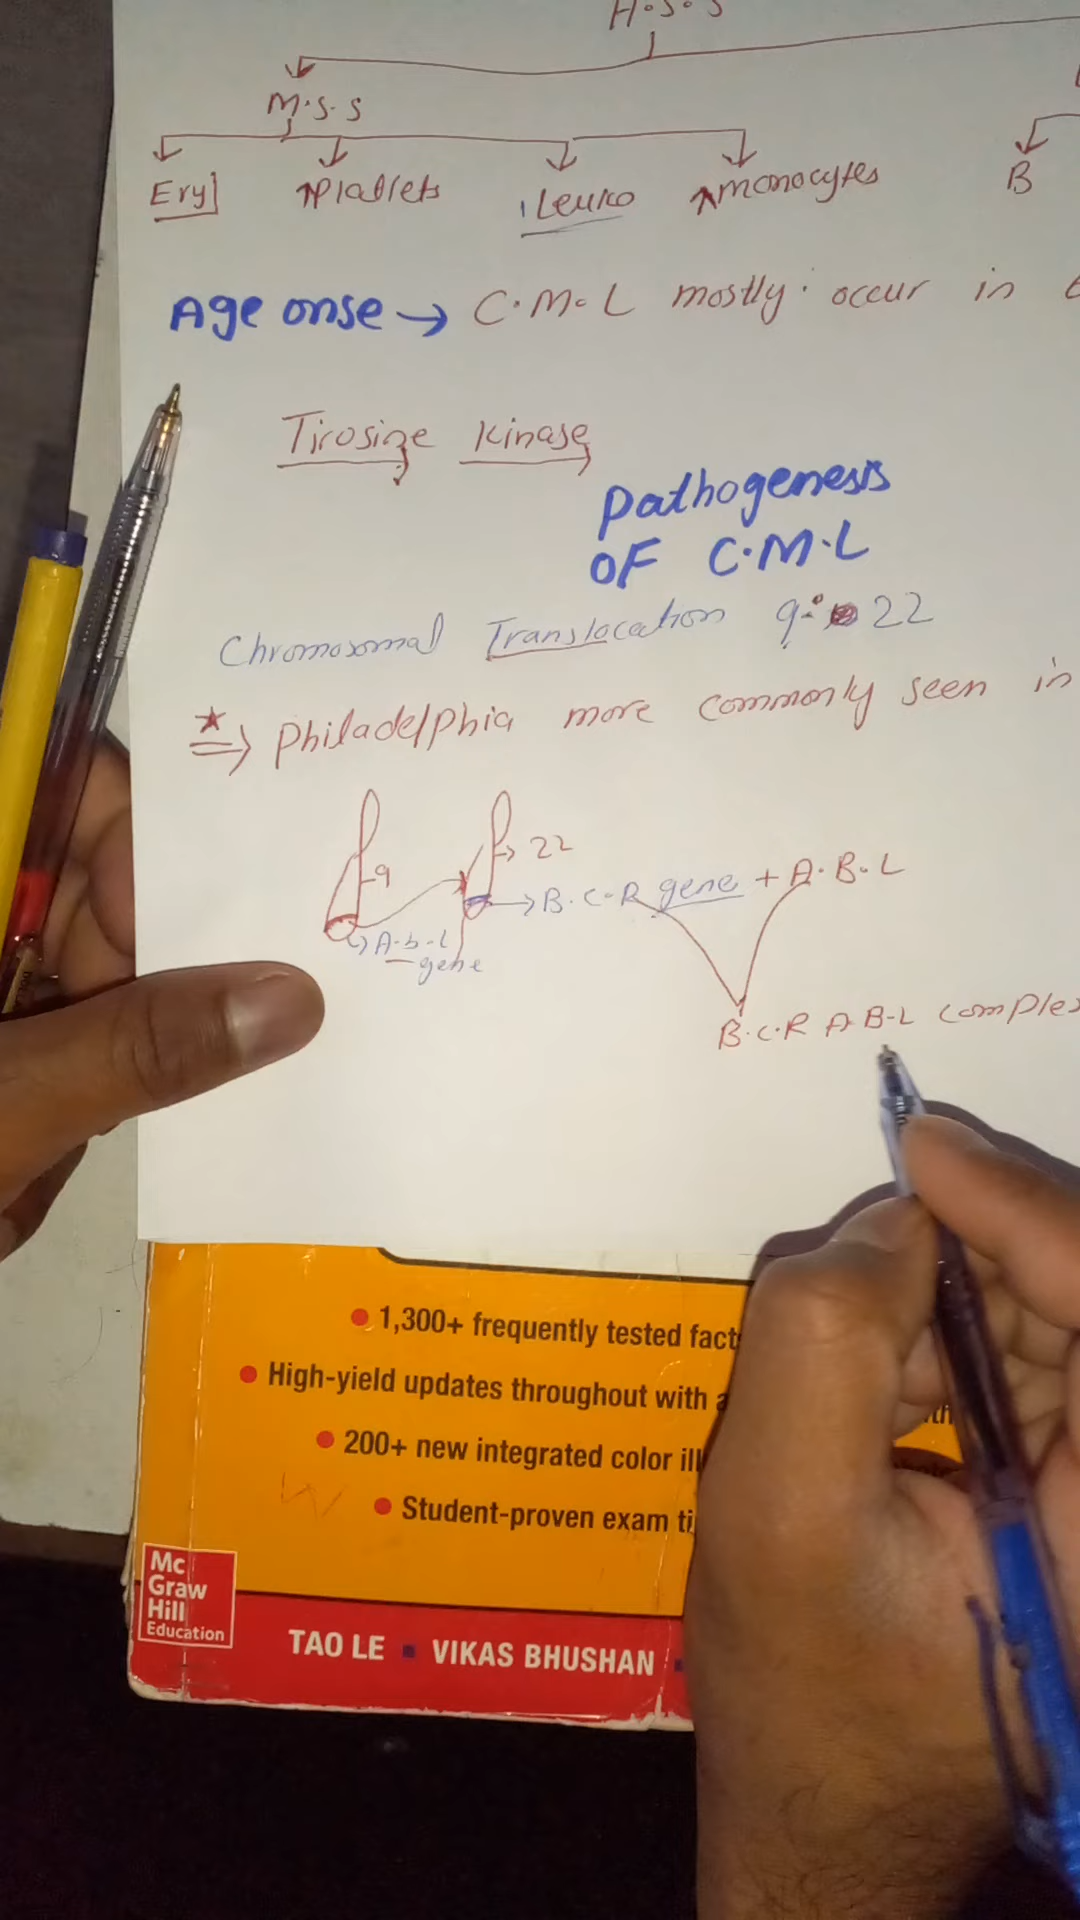 H.S.S
M.S.S
Ery ↑Platlets Leuko ↑monocytes B
Age onse → C.M.L mostly occur in
Tirosine kinase
Pathogenesis
OF C.M.L
Chromosomal Translocation 9: 22
⇒ Philadelphia more commonly seen in
9 → 22
→ B.C.R gene + A.B.L
→ A-b-l
gene
B.C.R A-B-L complex
1,300+ frequently tested fact
High-yield updates throughout with a
200+ new integrated color ill
Student-proven exam ti
Mc
Graw
Hill
Education
TAO LE ▪ VIKAS BHUSHAN ▪